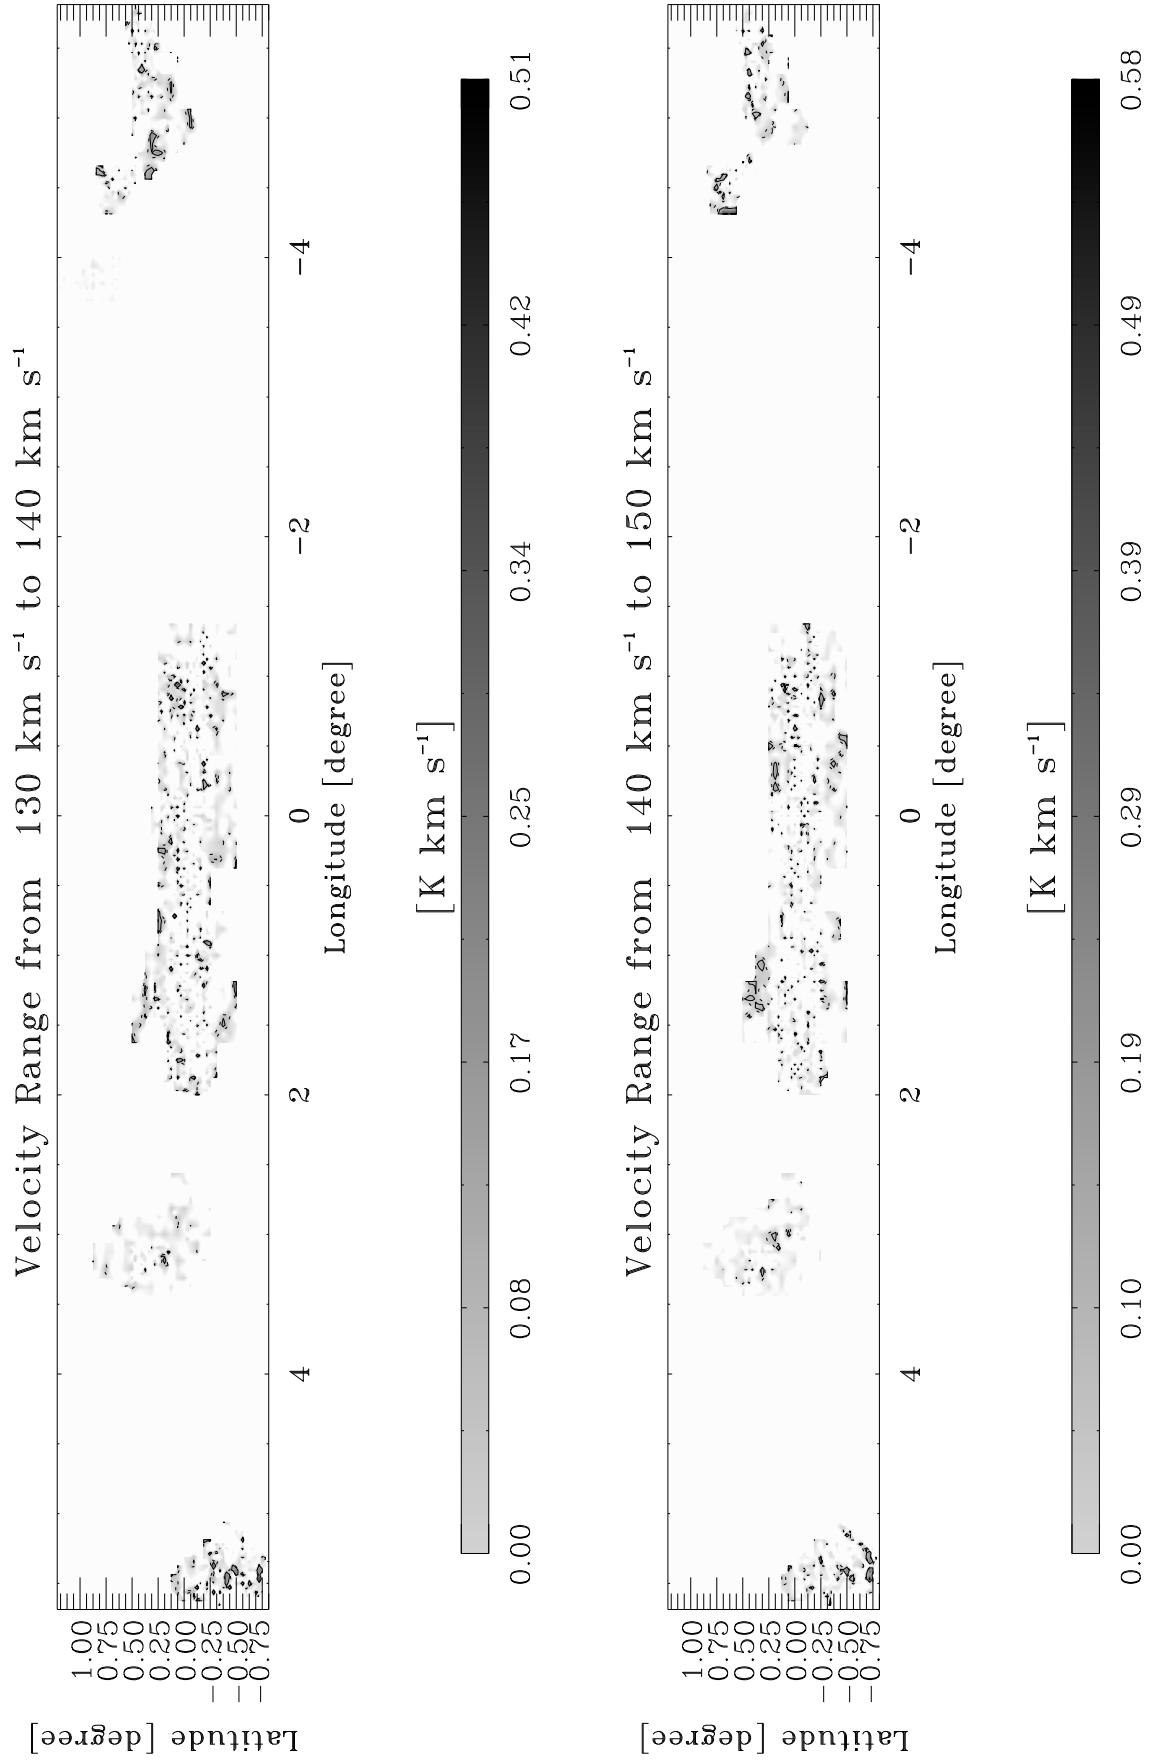 Velocity Range from 130 km s⁻¹ to 140 km s⁻¹
Latitude [degree]
1.00
0.75
0.50
0.25
0.00
−0.25
−0.50
−0.75
4 2 0 −2 −4
Longitude [degree]
[K km s⁻¹]
0.00 0.08 0.17 0.25 0.34 0.42 0.51
Velocity Range from 140 km s⁻¹ to 150 km s⁻¹
Latitude [degree]
1.00
0.75
0.50
0.25
0.00
−0.25
−0.50
−0.75
4 2 0 −2 −4
Longitude [degree]
[K km s⁻¹]
0.00 0.10 0.19 0.29 0.39 0.49 0.58